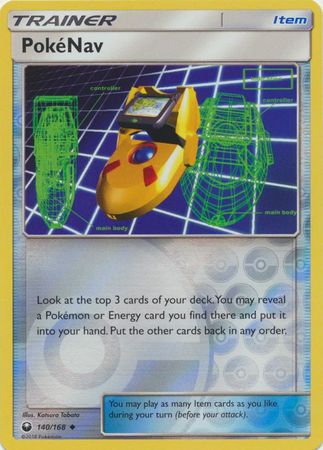 TRAINER Item
PokéNav
controller
controller
main body
main body
Look at the top 3 cards of your deck. You may reveal
a Pokémon or Energy card you find there and put it
into your hand. Put the other cards back in any order.
Illus. Katsura Tabata
140/168 ◆
©2018 Pokémon
You may play as many Item cards as you like
during your turn (before your attack).